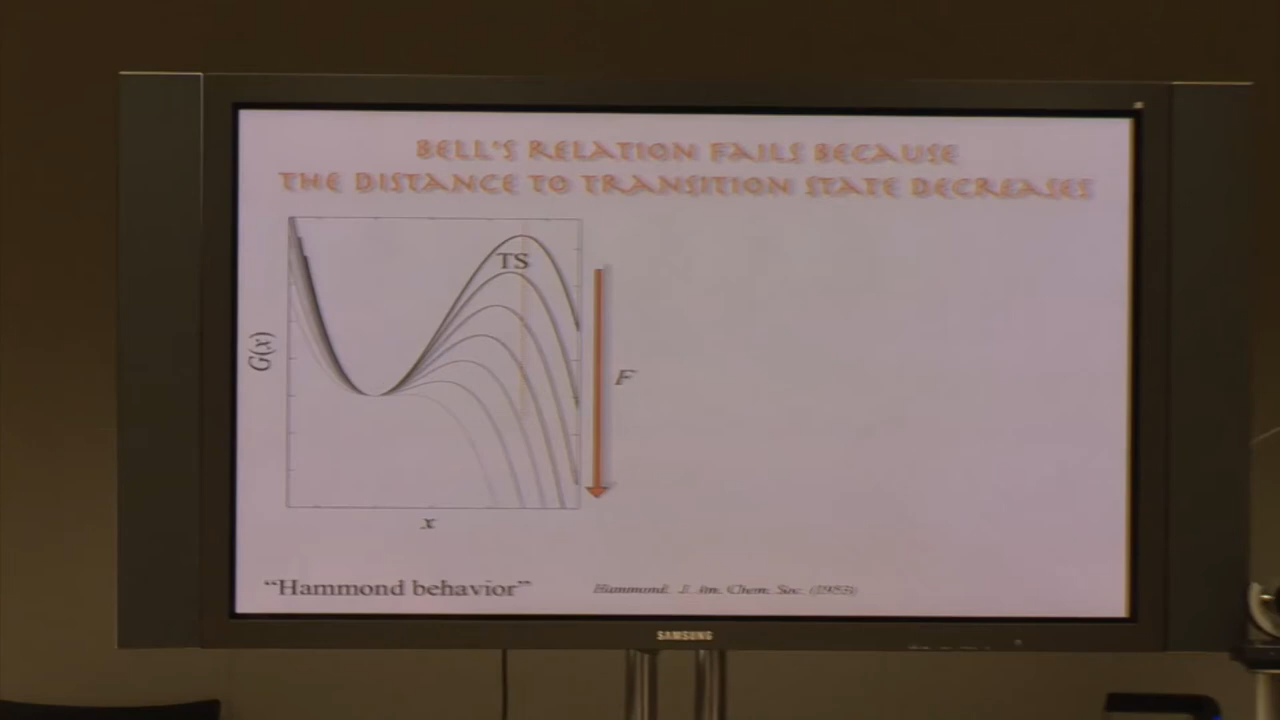 BELL'S RELATION FAILS BECAUSE
THE DISTANCE TO TRANSITION STATE DECREASES
TS
G(x)
F
x
"Hammond behavior"
Hammond, J. Am. Chem. Soc. (1953)
SAMSUNG